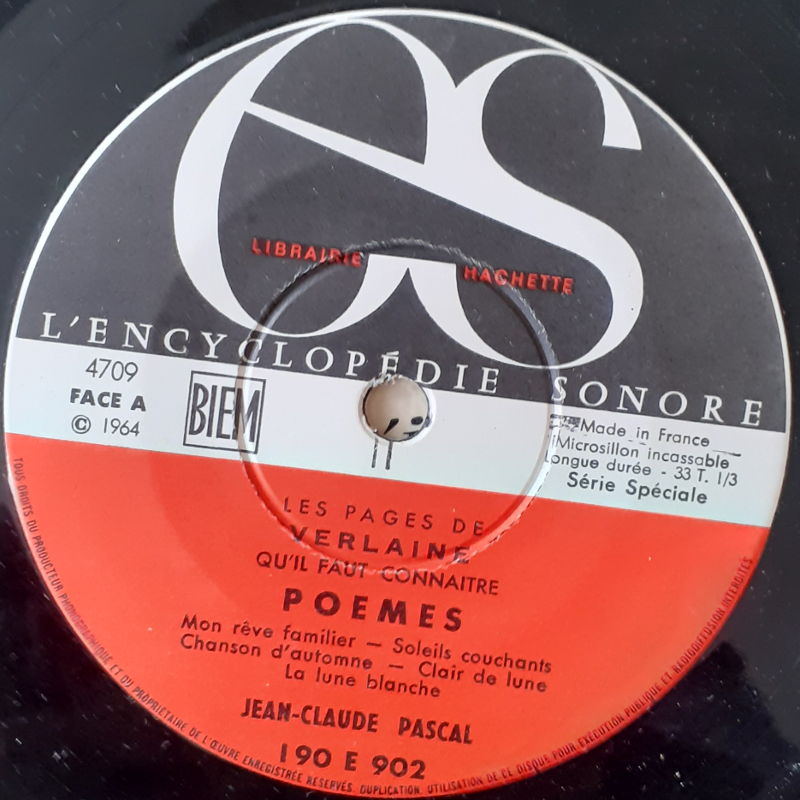 es
LIBRAIRIE HACHETTE
L'ENCYCLOPÉDIE SONORE
4709
FACE A
© 1964
BIEM
Made in France
Microsillon incassable
Longue durée - 33 T. 1/3
Série Spéciale
LES PAGES DE
VERLAINE
QU'IL FAUT CONNAITRE
POEMES
Mon rêve familier — Soleils couchants
Chanson d'automne — Clair de lune
La lune blanche
JEAN-CLAUDE PASCAL
190 E 902
TOUS DROITS DU PRODUCTEUR PHONOGRAPHIQUE ET DU PROPRIÉTAIRE DE L'ŒUVRE ENREGISTRÉE RÉSERVÉS. DUPLICATION, UTILISATION DE CE DISQUE POUR EXÉCUTION PUBLIQUE ET RADIODIFFUSION INTERDITES